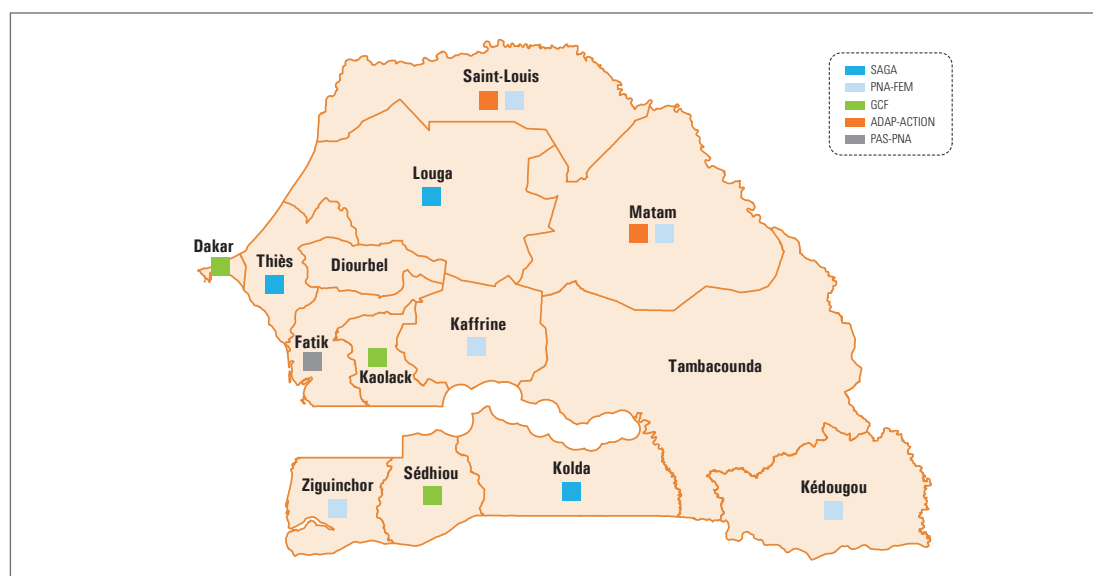 Saint-Louis
SAGA
PNA-FEM
GCF
ADAP-ACTION
PAS-PNA
Louga
Matam
Dakar
Thiès
Diourbel
Kaffrine
Fatik
Kaolack
Tambacounda
Ziguinchor
Sédhiou
Kolda
Kédougou